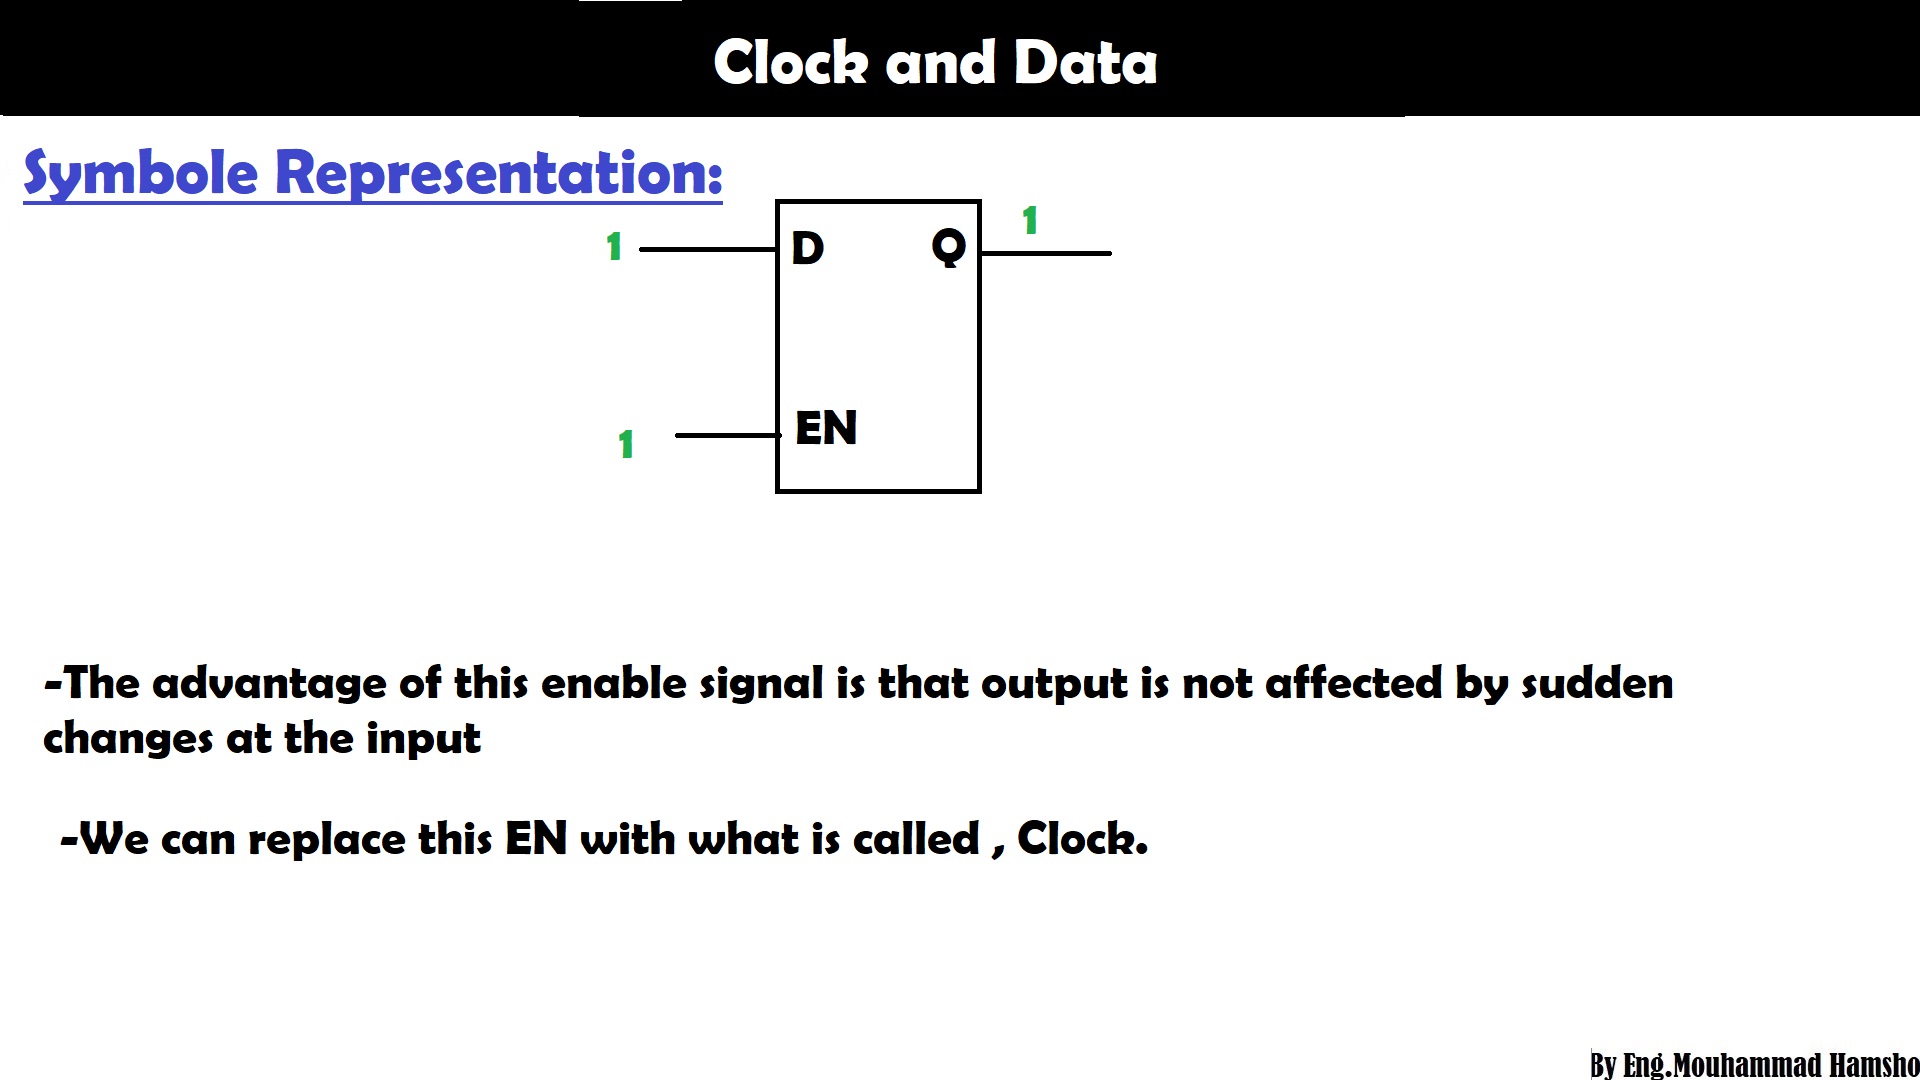 Clock and Data
Symbole Representation:
1
1 D Q
1 EN
-The advantage of this enable signal is that output is not affected by sudden
changes at the input
-We can replace this EN with what is called , Clock.
By Eng.Mouhammad Hamsho